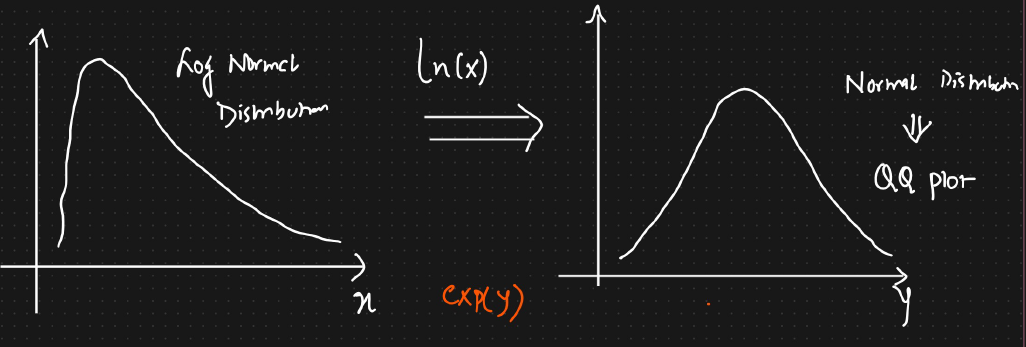 Log Normal
Distribution
ln(x)
Normal Distribution
QQ plot
exp(y)
x
y